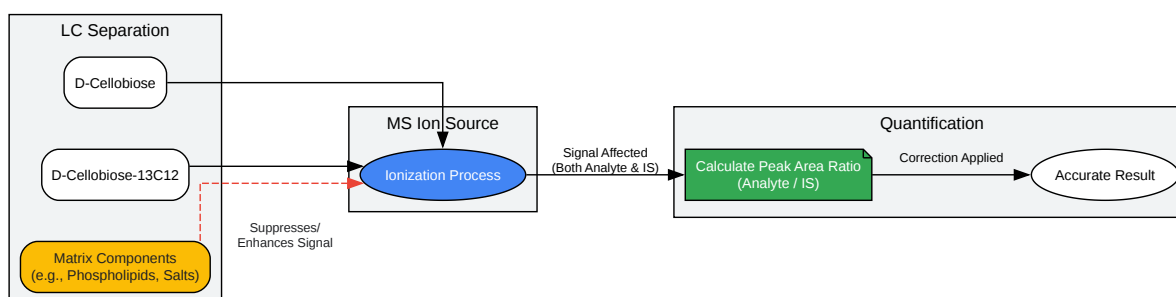 LC Separation
D-Cellobiose
D-Cellobiose-13C12
Matrix Components
(e.g., Phospholipids, Salts)
Suppresses/
Enhances Signal
MS Ion Source
Ionization Process
Signal Affected
(Both Analyte & IS)
Quantification
Calculate Peak Area Ratio
(Analyte / IS)
Correction Applied
Accurate Result